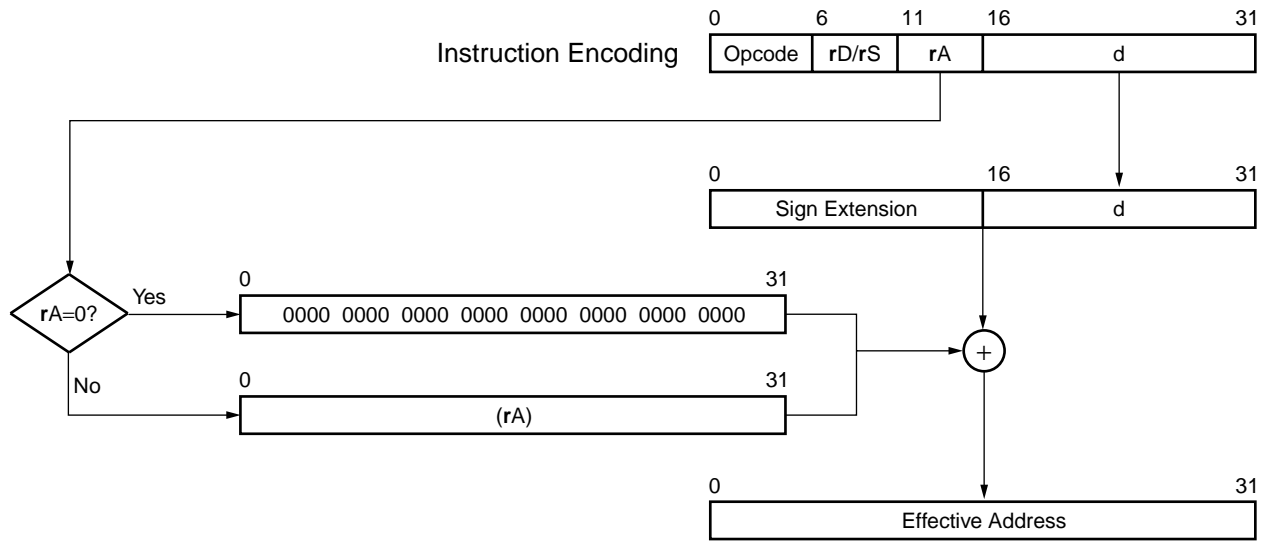 0 6 11 16 31
Instruction Encoding Opcode rD/rS rA d
0 16 31
Sign Extension d
0 31
rA=0? Yes 0000 0000 0000 0000 0000 0000 0000 0000
+
No 0 31
(rA)
0 31
Effective Address